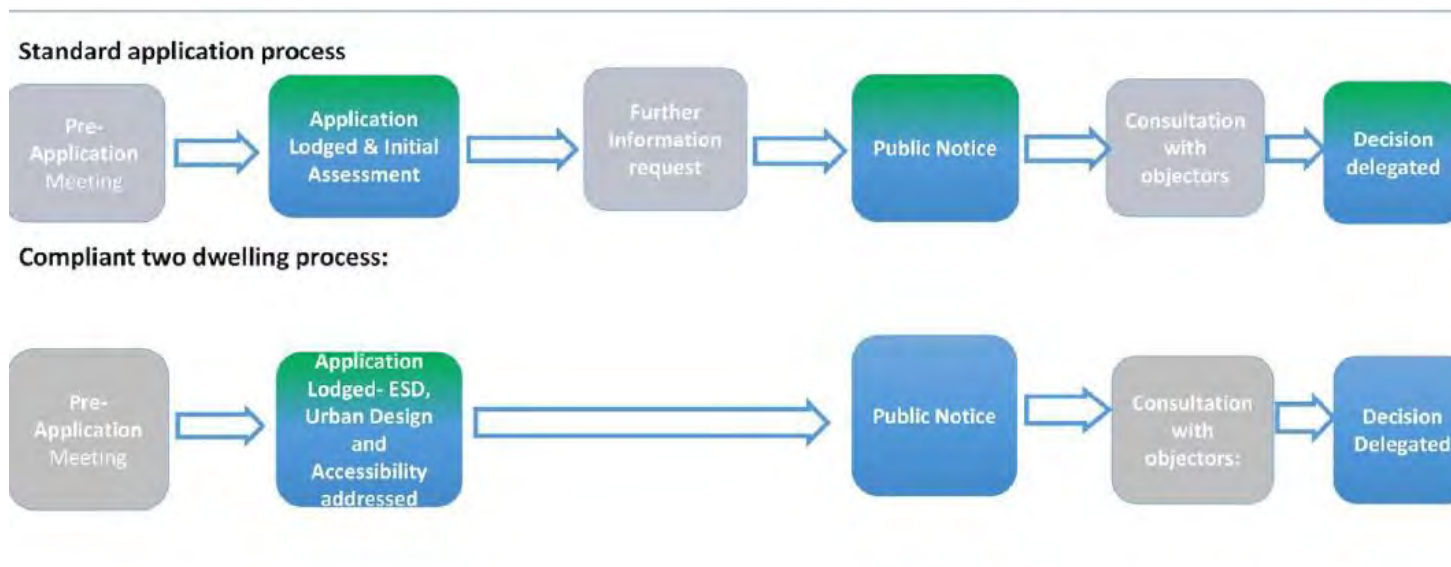 Standard application process
Pre-
Application
Meeting
Application
Lodged & Initial
Assessment
Further
Information
request
Public Notice
Consultation
with
objectors
Decision
delegated
Compliant two dwelling process:
Pre-
Application
Meeting
Application
Lodged- ESD,
Urban Design
and
Accessibility
addressed
Public Notice
Consultation
with
objectors:
Decision
Delegated